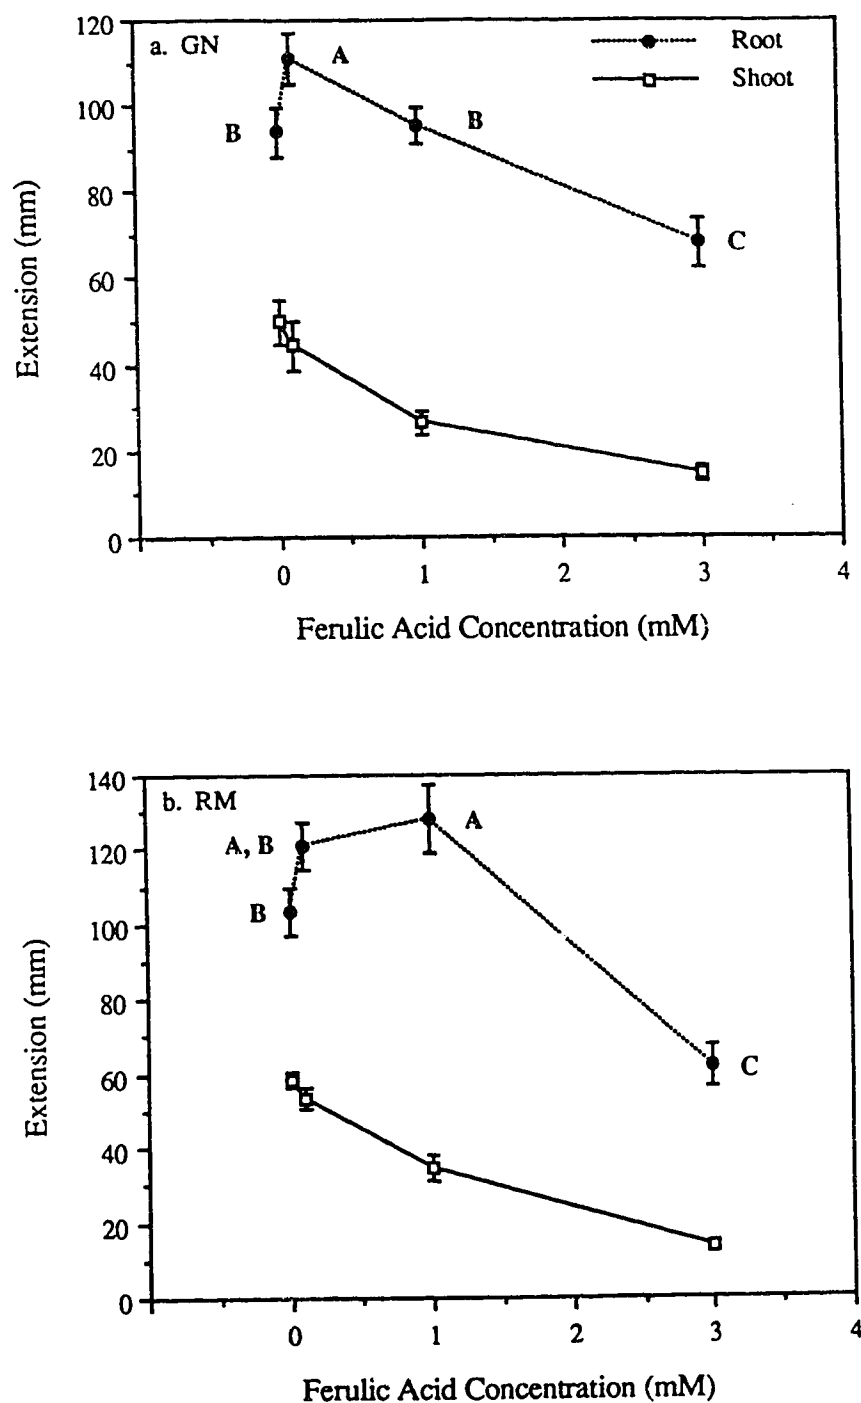 120
a. GN
Root
A
Shoot
100
B
B
80
C
60
40
20
0
0 1 2 3 4
Extension (mm)
Ferulic Acid Concentration (mM)
140
b. RM
A
120
A, B
B
100
80
C
60
40
20
0
0 1 2 3 4
Extension (mm)
Ferulic Acid Concentration (mM)